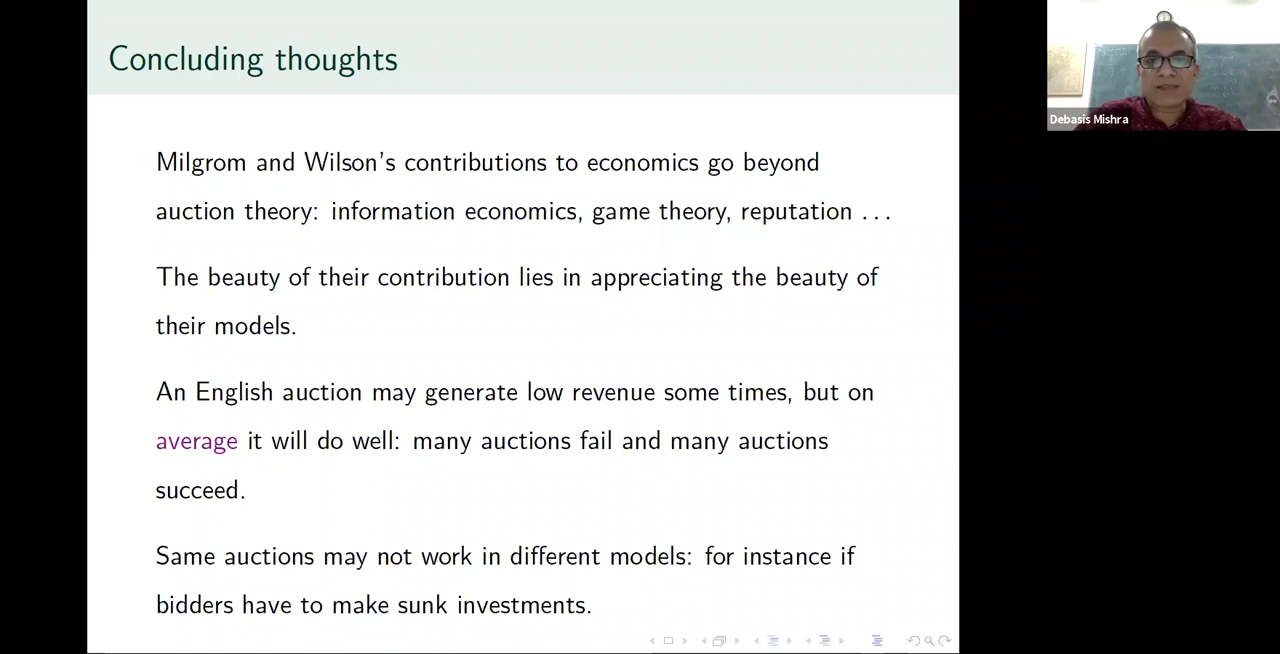 Concluding thoughts
Debasis Mishra
Milgrom and Wilson's contributions to economics go beyond
auction theory: information economics, game theory, reputation . . .
The beauty of their contribution lies in appreciating the beauty of
their models.
An English auction may generate low revenue some times, but on
average it will do well: many auctions fail and many auctions
succeed.
Same auctions may not work in different models: for instance if
bidders have to make sunk investments.